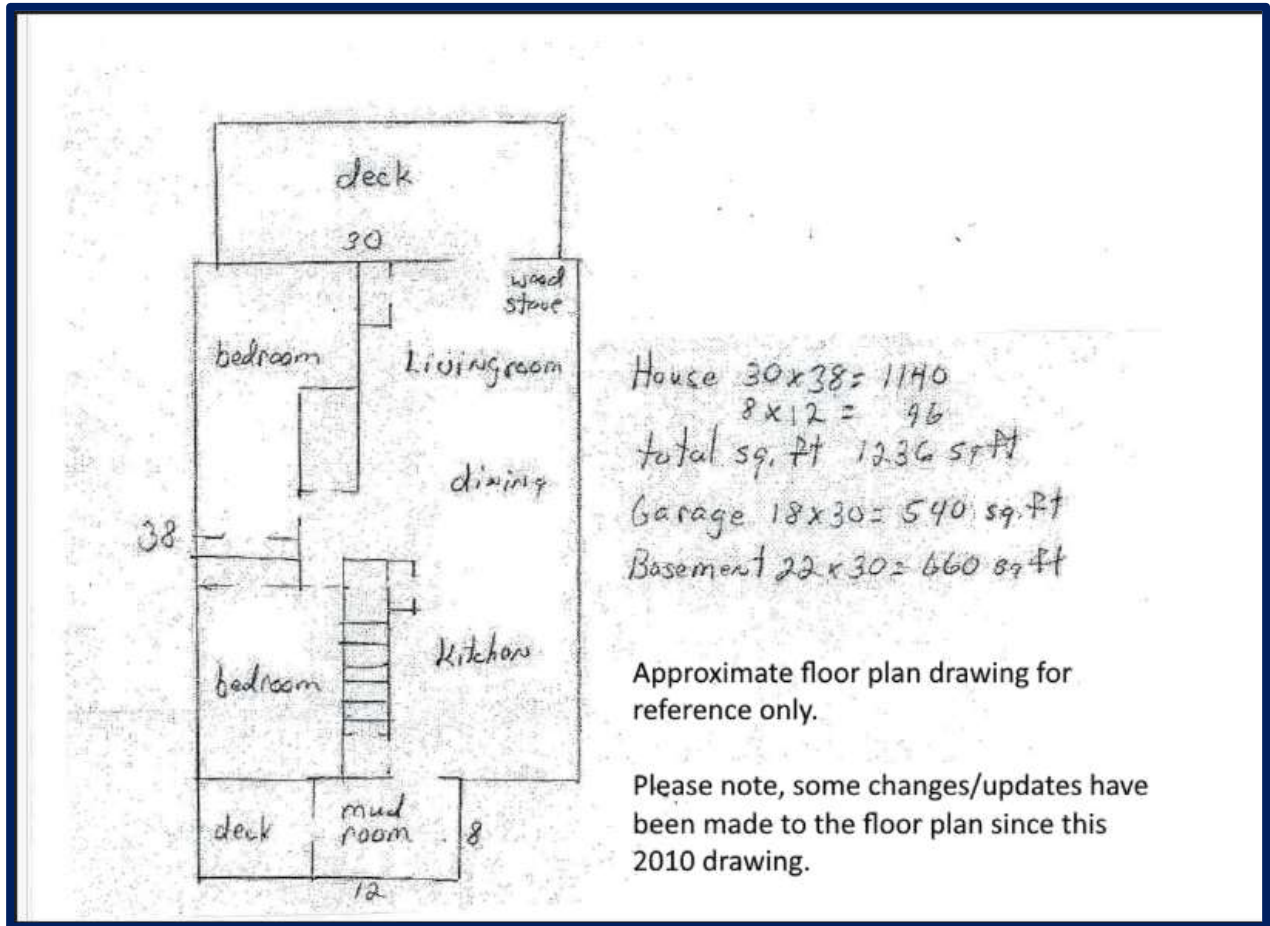 deck
30
wood
stove
bedroom
Livingroom
dining
38
bedroom
Kitchen
deck
mud
room
8
12
House 30x38= 1140
8x12 = 96
total sq. ft 1236 sq ft
Garage 18x30= 540 sq. ft
Basement 22x30= 660 sq ft
Approximate floor plan drawing for
reference only.
Please note, some changes/updates have
been made to the floor plan since this
2010 drawing.